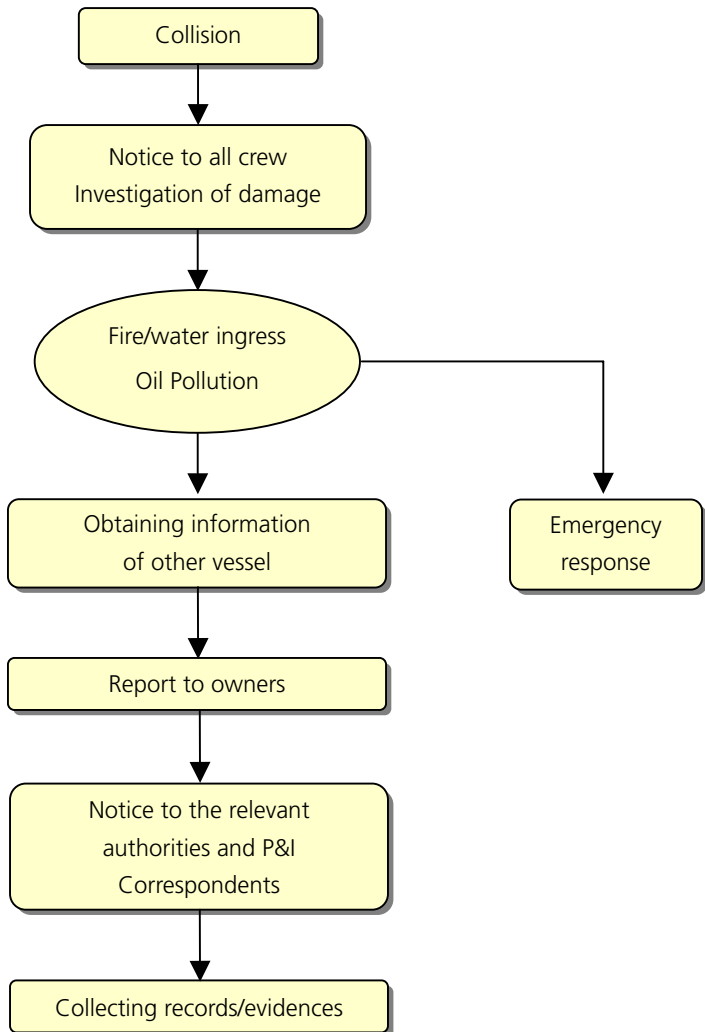 Collision
Notice to all crew
Investigation of damage
Fire/water ingress
Oil Pollution
Obtaining information
of other vessel
Emergency
response
Report to owners
Notice to the relevant
authorities and P&I
Correspondents
Collecting records/evidences